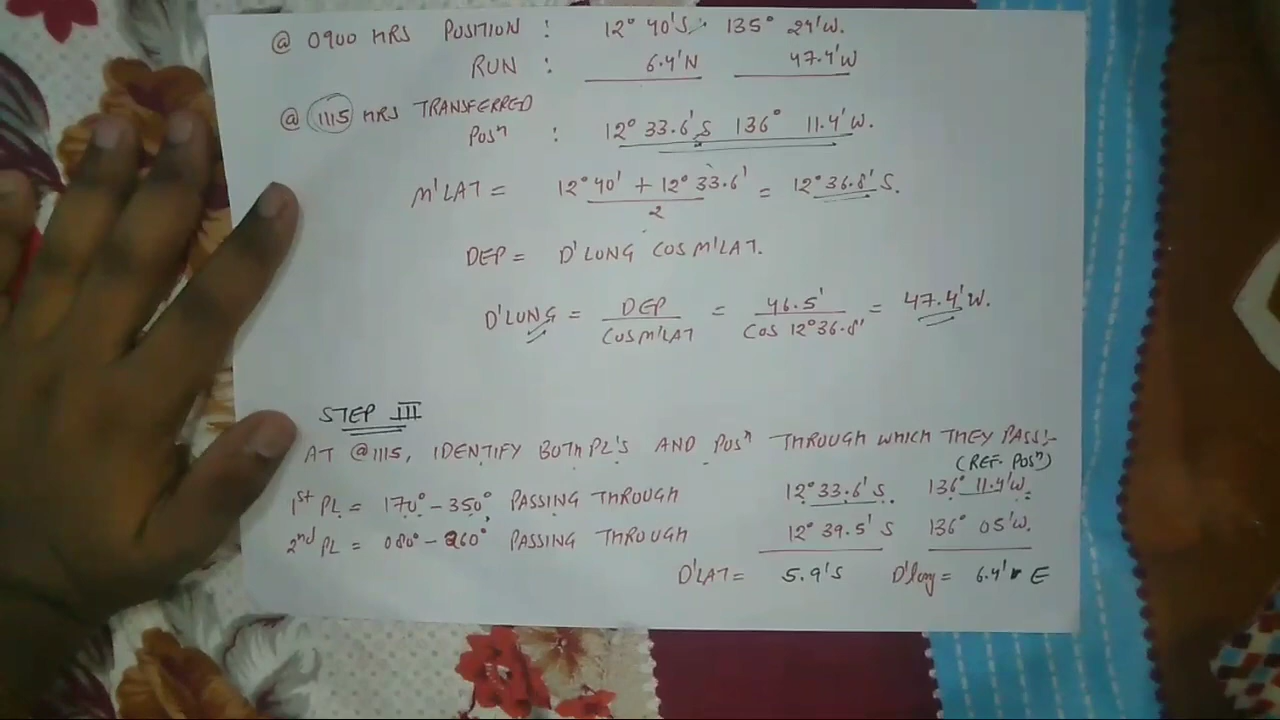 @ 0900 HRS POSITION : 12° 40'S, 135° 24'W.
RUN : 6.4'N 47.4'W
@ 1115 HRS TRANSFERRED
POSⁿ : 12° 33.6'S 136° 11.4'W.
M'LAT = 12°40' + 12°33.6' / 2 = 12°36.8' S.
DEP = D'LONG COS M'LAT.
D'LONG = DEP / COS M'LAT = 46.5' / COS 12°36.8' = 47.4'W.
STEP III
AT @1115, IDENTIFY BOTH PL'S AND POSⁿ THROUGH WHICH THEY PASS:-
(REF. POSⁿ)
1st PL = 170° - 350° PASSING THROUGH 12° 33.6' S 136° 11.4'W
2nd PL = 080° - 260° PASSING THROUGH 12° 39.5' S 136° 05'W.
D'LAT = 5.9'S D'long = 6.4' E